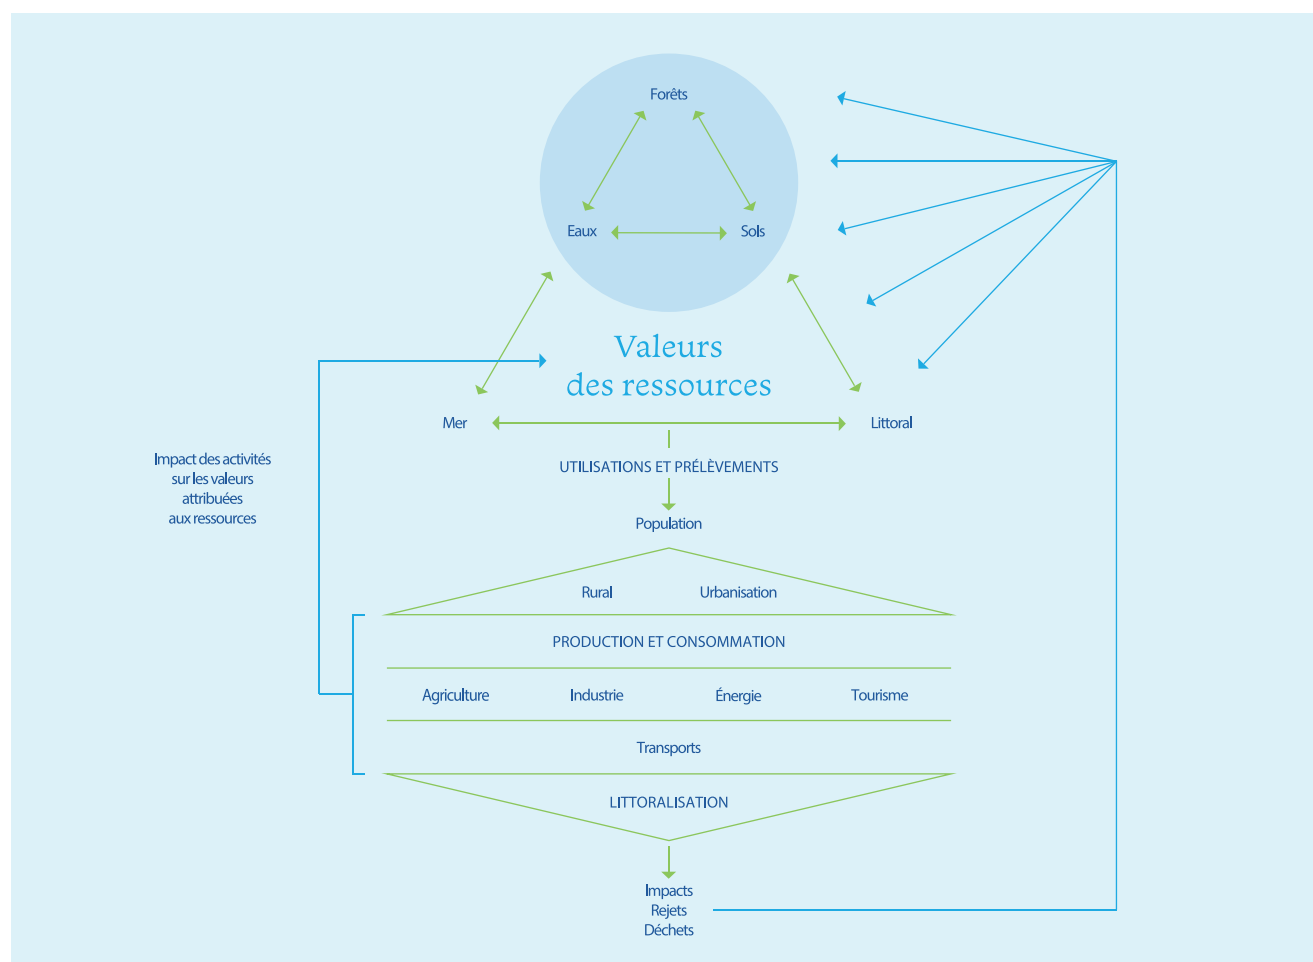 Forêts
Eaux
Sols
Valeurs
des ressources
Mer
Littoral
Impact des activités
sur les valeurs
attribuées
aux ressources
UTILISATIONS ET PRÉLÈVEMENTS
Population
Rural
Urbanisation
PRODUCTION ET CONSOMMATION
Agriculture
Industrie
Énergie
Tourisme
Transports
LITTORALISATION
Impacts
Rejets
Déchets